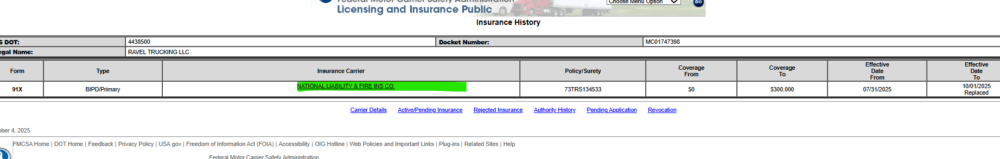 Federal Motor Carrier Safety Administration
Choose Menu Option GO
Licensing and Insurance Public
Insurance History
S DOT: 4438500 Docket Number: MC01747398
egal Name: RAVEL TRUCKING LLC
Form Type Insurance Carrier Policy/Surety Coverage From Coverage To Effective Date From Effective Date To
91X BIPD/Primary NATIONAL LIABILITY & FIRE INS CO. 73TRS134533 $0 $300,000 07/31/2025 10/01/2025 Replaced
Carrier Details Active/Pending Insurance Rejected Insurance Authority History Pending Application Revocation
ober 4, 2025
FMCSA Home | DOT Home | Feedback | Privacy Policy | USA.gov | Freedom of Information Act (FOIA) | Accessibility | OIG Hotline | Web Policies and Important Links | Plug-ins | Related Sites | Help
Federal Motor Carrier Safety Administration